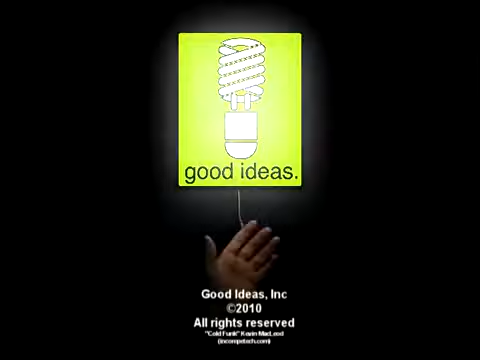 good ideas.
Good Ideas, Inc
©2010
All rights reserved
"Cold Funk" Kevin MacLeod
(incompetech.com)